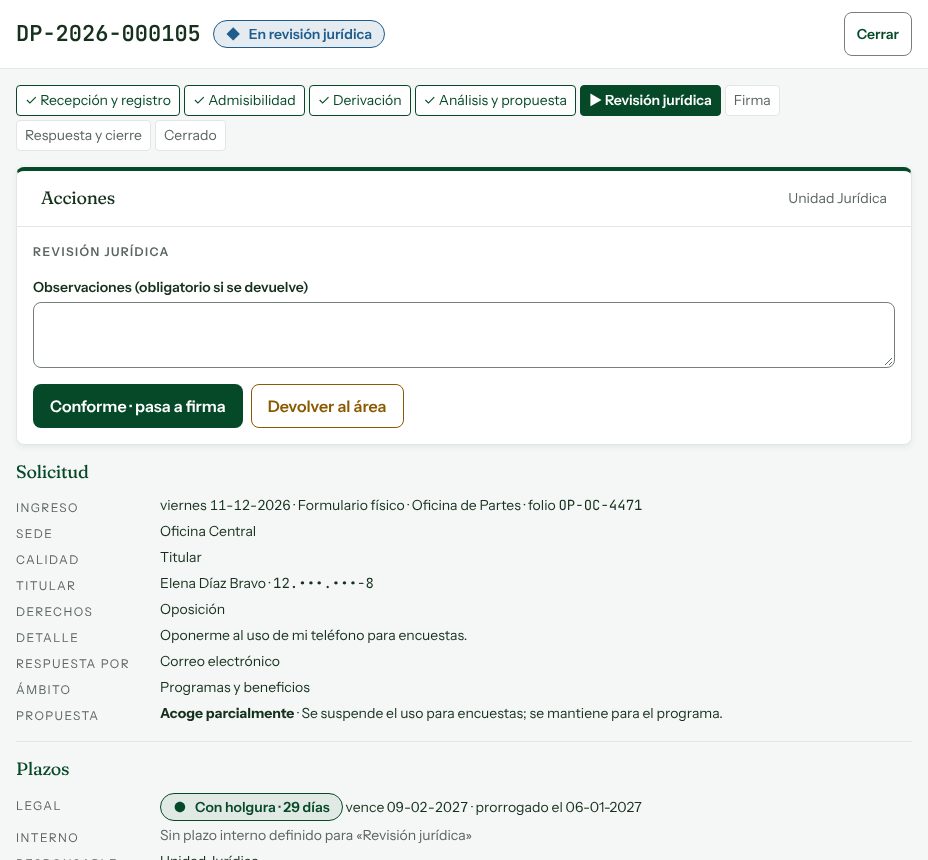 DP-2026-000105 ◆ En revisión jurídica Cerrar
✓ Recepción y registro ✓ Admisibilidad ✓ Derivación ✓ Análisis y propuesta ▶ Revisión jurídica Firma
Respuesta y cierre Cerrado
Acciones Unidad Jurídica
REVISIÓN JURÍDICA
Observaciones (obligatorio si se devuelve)
Conforme · pasa a firma Devolver al área
Solicitud
INGRESO viernes 11-12-2026 · Formulario físico · Oficina de Partes · folio OP-OC-4471
SEDE Oficina Central
CALIDAD Titular
TITULAR Elena Díaz Bravo · 12.•••.•••-8
DERECHOS Oposición
DETALLE Oponerme al uso de mi teléfono para encuestas.
RESPUESTA POR Correo electrónico
ÁMBITO Programas y beneficios
PROPUESTA Acoge parcialmente · Se suspende el uso para encuestas; se mantiene para el programa.
Plazos
LEGAL ● Con holgura · 29 días vence 09-02-2027 · prorrogado el 06-01-2027
INTERNO Sin plazo interno definido para «Revisión jurídica»
RESPONSABLE Unidad Jurídica